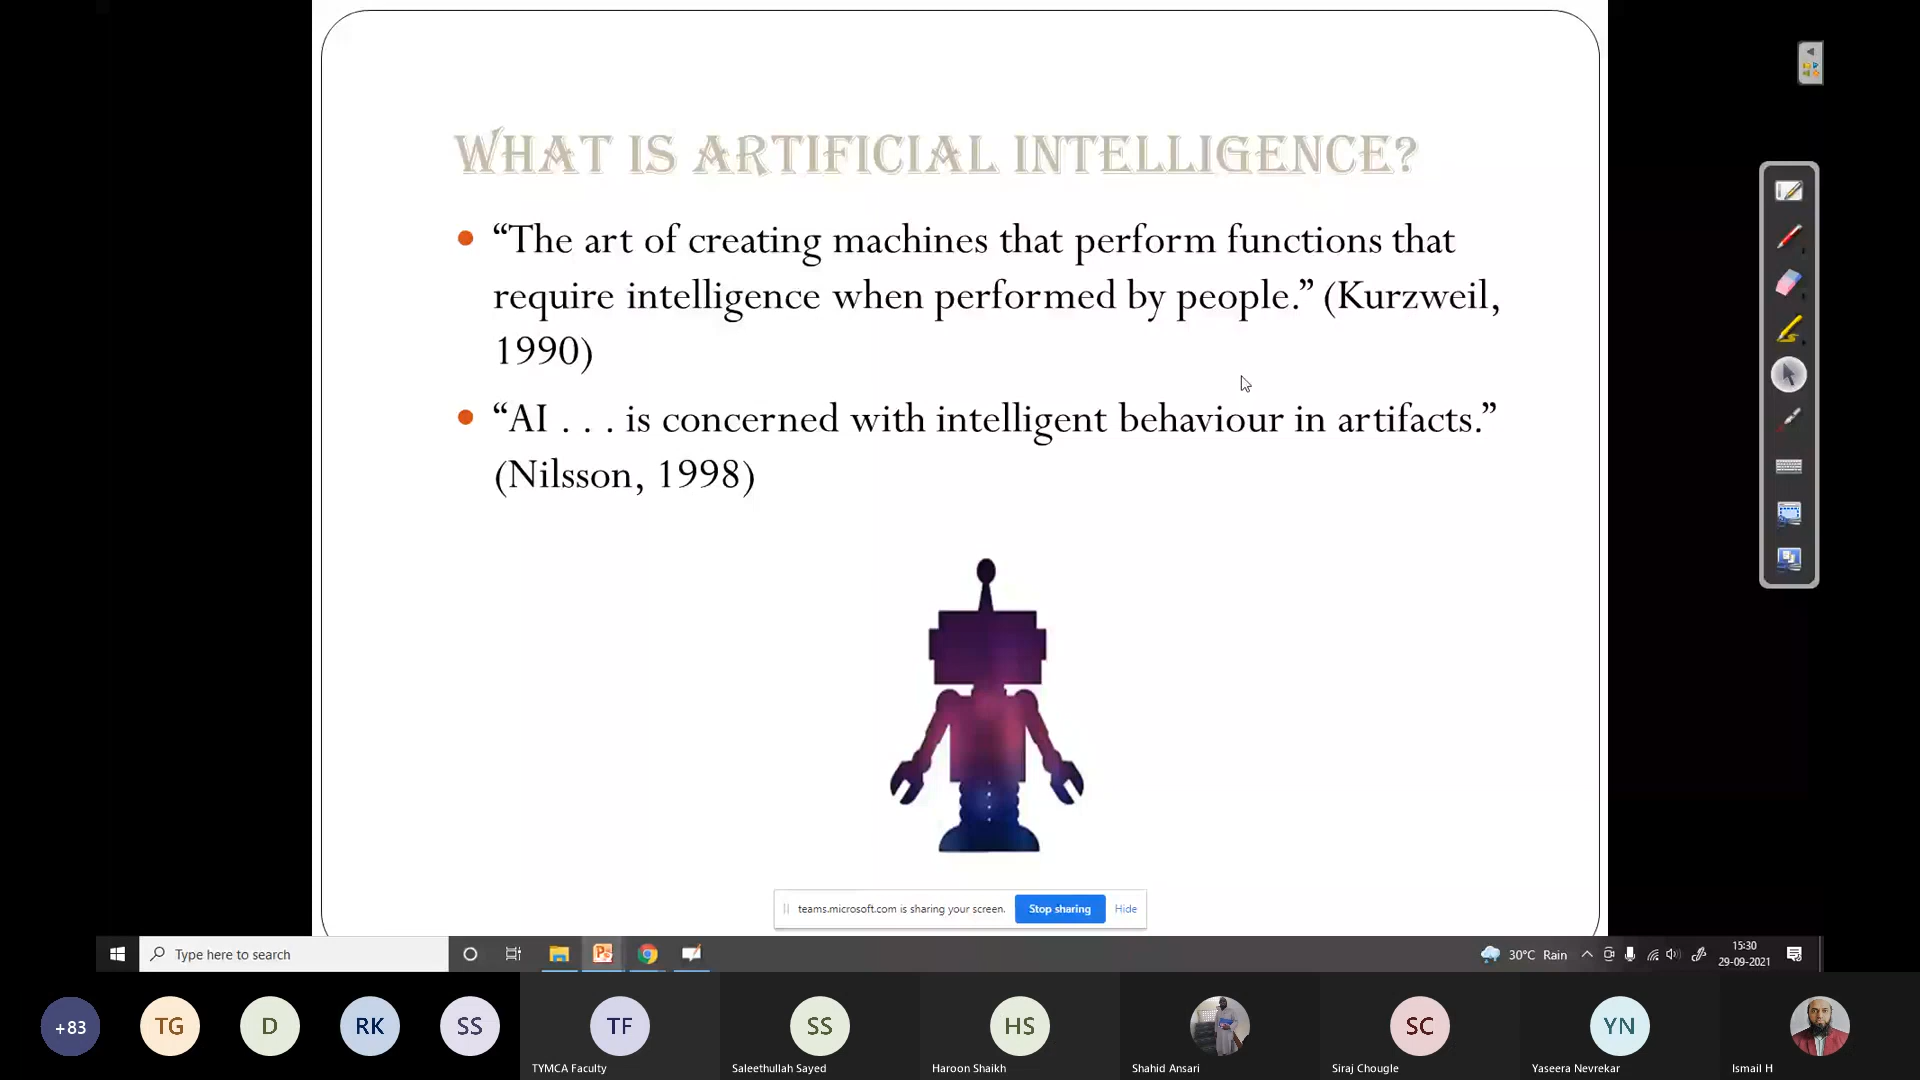 WHAT IS ARTIFICIAL INTELLIGENCE?
“The art of creating machines that perform functions that
require intelligence when performed by people.” (Kurzweil,
1990)
“AI . . . is concerned with intelligent behaviour in artifacts.”
(Nilsson, 1998)
teams.microsoft.com is sharing your screen. Stop sharing Hide
Type here to search
30°C Rain
15:30
29-09-2021
+83
TG
D
RK
SS
TF
SS
HS
SC
YN
TYMCA Faculty
Saleethullah Sayed
Haroon Shaikh
Shahid Ansari
Siraj Chougle
Yaseera Nevrekar
Ismail H